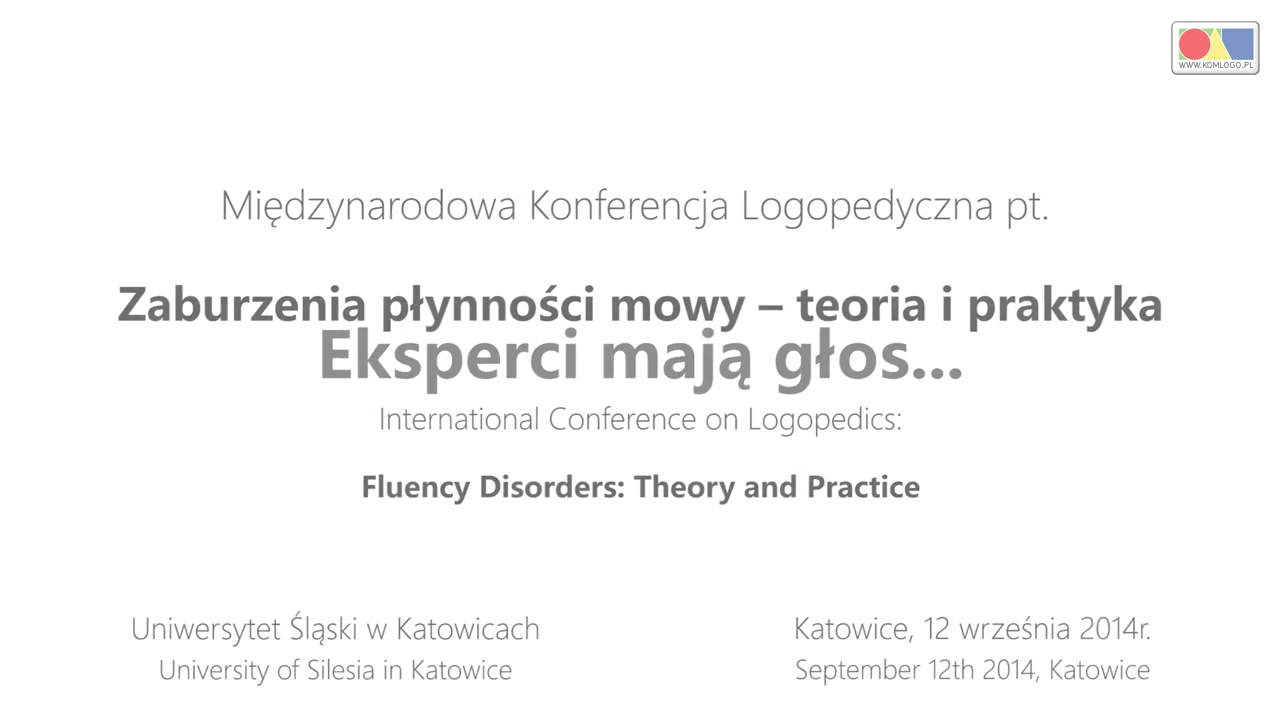 WWW.KOMLOGO.PL
Międzynarodowa Konferencja Logopedyczna pt.
Zaburzenia płynności mowy – teoria i praktyka
Eksperci mają głos...
International Conference on Logopedics:
Fluency Disorders: Theory and Practice
Uniwersytet Śląski w Katowicach
University of Silesia in Katowice
Katowice, 12 września 2014r.
September 12th 2014, Katowice